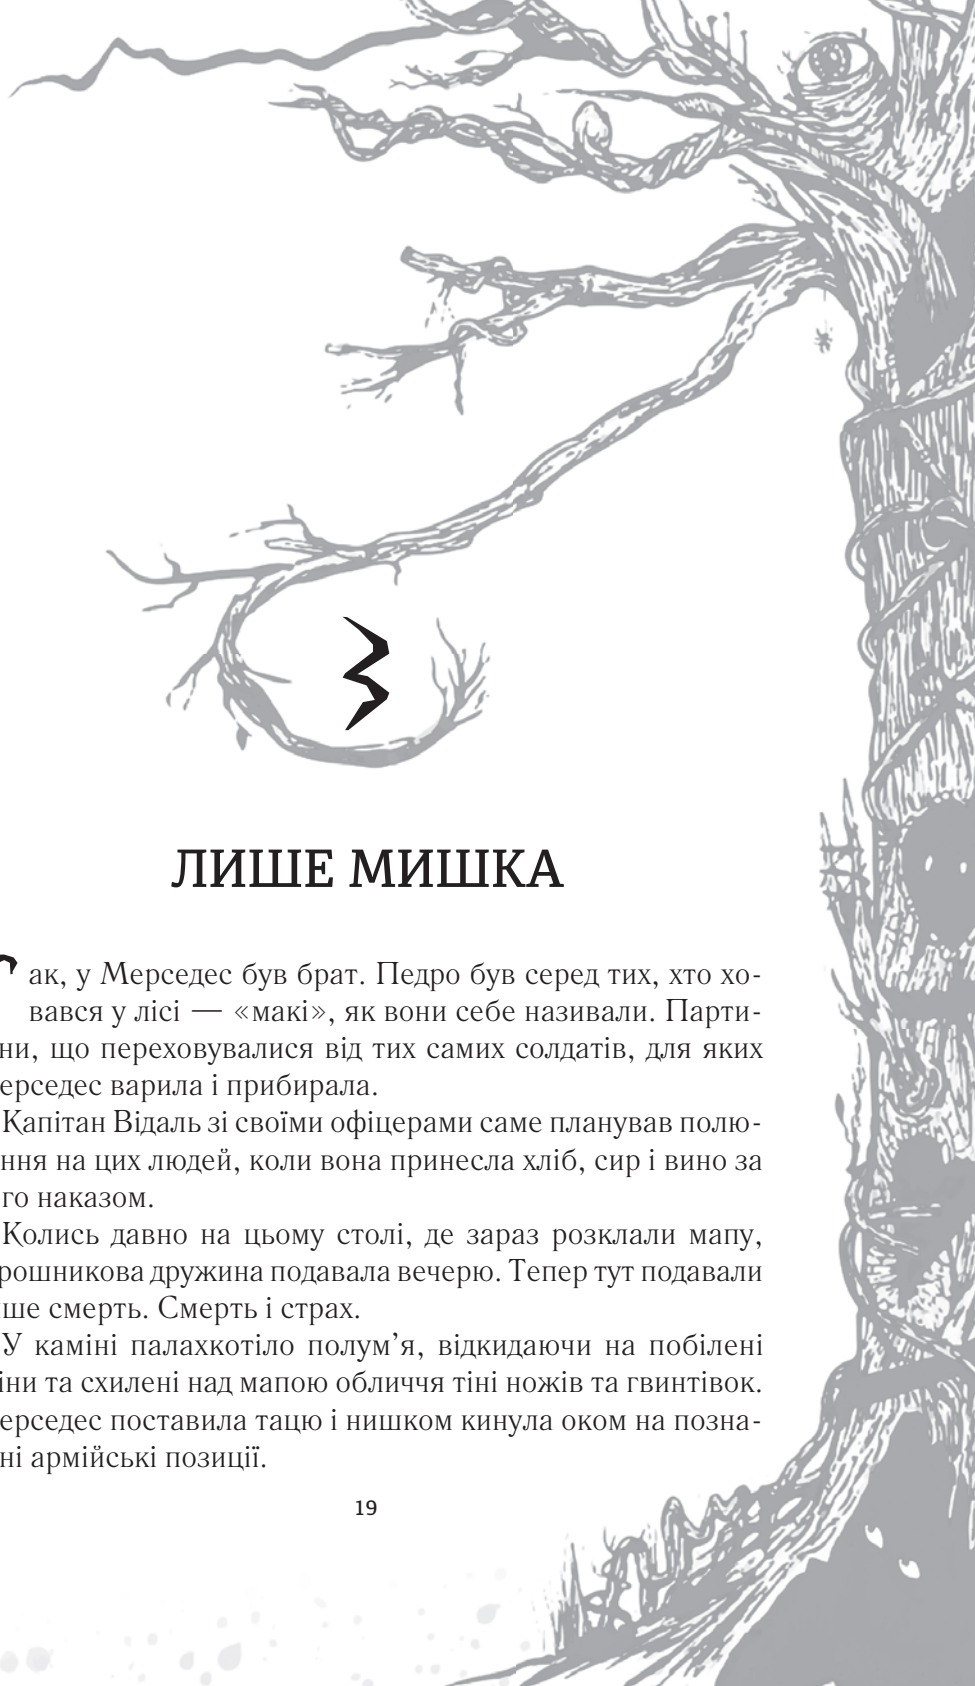 3
ЛИШЕ МИШКА
ак, у Мерседес був брат. Педро був серед тих, хто хо-
вався у лісі — «макі», як вони себе називали. Парти-
ни, що переховувалися від тих самих солдатів, для яких
ерседес варила і прибирала.
Капітан Відаль зі своїми офіцерами саме планував полю-
ння на цих людей, коли вона принесла хліб, сир і вино за
го наказом.
Колись давно на цьому столі, де зараз розклали мапу,
рошникова дружина подавала вечерю. Тепер тут подавали
ше смерть. Смерть і страх.
У каміні палахкотіло полум’я, відкидаючи на побілені
іни та схилені над мапою обличчя тіні ножів та гвинтівок.
ерседес поставила тацю і нишком кинула оком на позна-
ні армійські позиції.
19